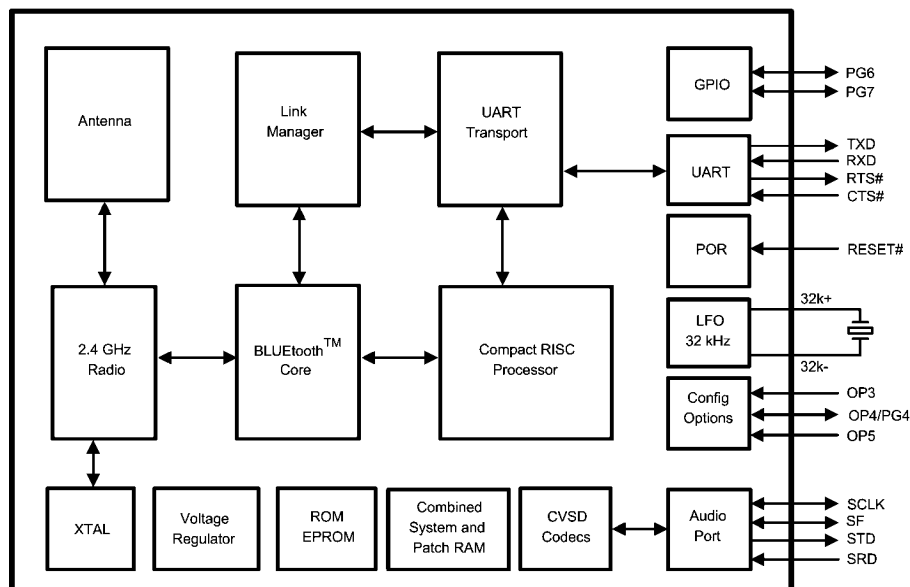 Antenna
Link
Manager
UART
Transport
GPIO
PG6
PG7
UART
TXD
RXD
RTS#
CTS#
POR
RESET#
2.4 GHz
Radio
BLUEtooth™
Core
Compact RISC
Processor
LFO
32 kHz
32k+
32k-
Config
Options
OP3
OP4/PG4
OP5
XTAL
Voltage
Regulator
ROM
EPROM
Combined
System and
Patch RAM
CVSD
Codecs
Audio
Port
SCLK
SF
STD
SRD